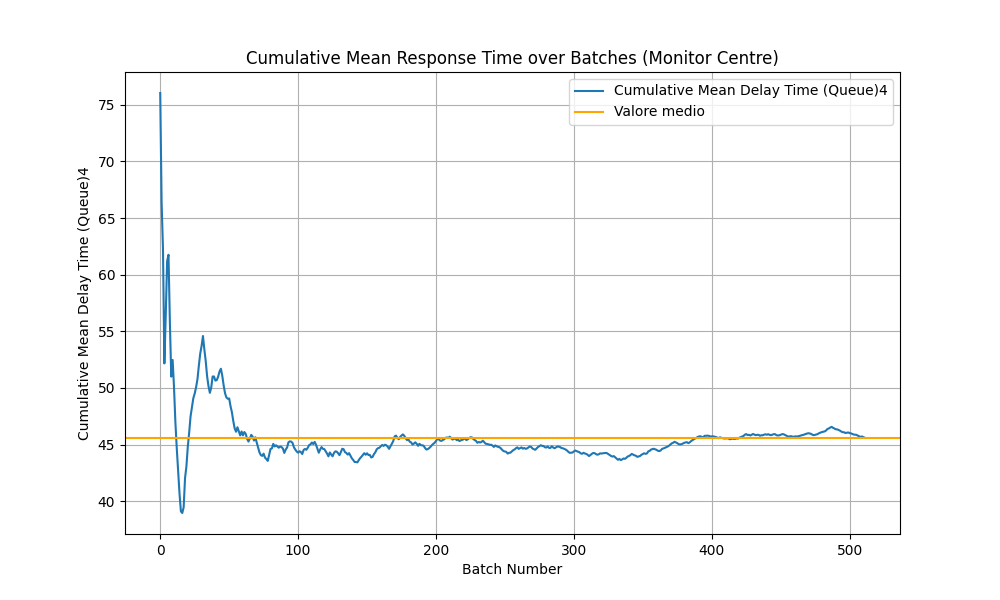 Cumulative Mean Response Time over Batches (Monitor Centre)
Cumulative Mean Delay Time (Queue)4
Valore medio
Cumulative Mean Delay Time (Queue)4
75
70
65
60
55
50
45
40
0
100
200
300
400
500
Batch Number